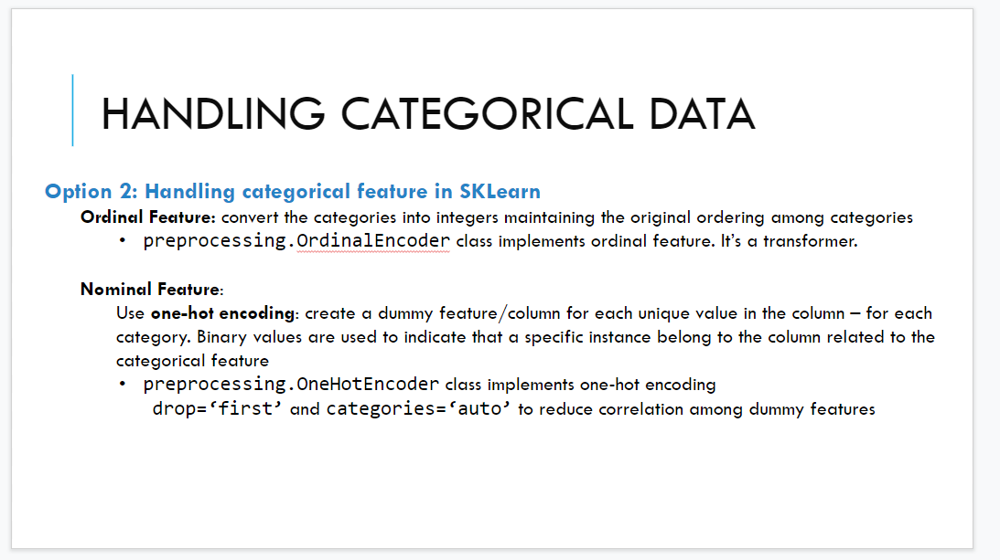 HANDLING CATEGORICAL DATA
Option 2: Handling categorical feature in SKLearn
Ordinal Feature: convert the categories into integers maintaining the original ordering among categories
• preprocessing.OrdinalEncoder class implements ordinal feature. It’s a transformer.
Nominal Feature:
Use one-hot encoding: create a dummy feature/column for each unique value in the column – for each
category. Binary values are used to indicate that a specific instance belong to the column related to the
categorical feature
• preprocessing.OneHotEncoder class implements one-hot encoding
drop=‘first’ and categories=‘auto’ to reduce correlation among dummy features